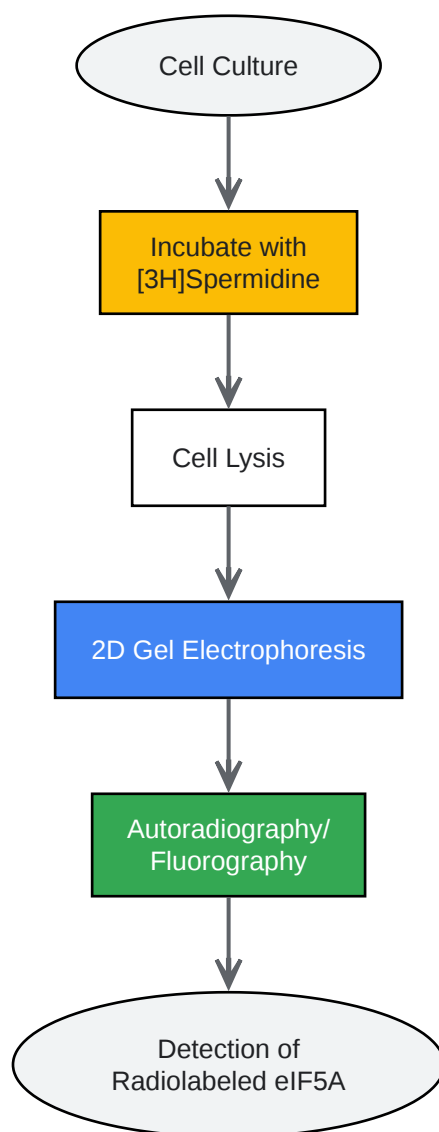 Cell Culture
Incubate with
[3H]Spermidine
Cell Lysis
2D Gel Electrophoresis
Autoradiography/
Fluorography
Detection of
Radiolabeled eIF5A